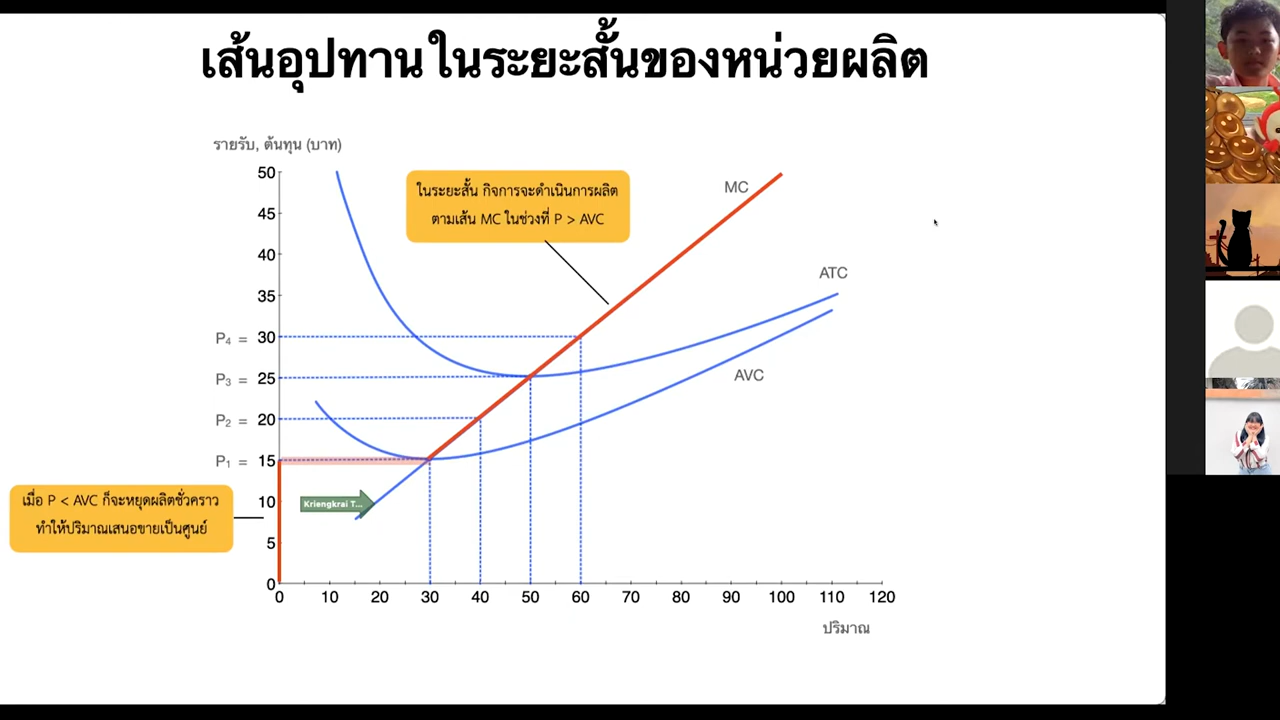 เส้นอุปทานในระยะสั้นของหน่วยผลิต
รายรับ, ต้นทุน (บาท)
ในระยะสั้น กิจการจะดำเนินการผลิต
ตามเส้น MC ในช่วงที่ P > AVC
MC
ATC
AVC
50
45
40
35
P₄ = 30
P₃ = 25
P₂ = 20
P₁ = 15
10
5
0
เมื่อ P < AVC ก็จะหยุดผลิตชั่วคราว
ทำให้ปริมาณเสนอขายเป็นศูนย์
Kriengkrai T...
0 10 20 30 40 50 60 70 80 90 100 110 120
ปริมาณ